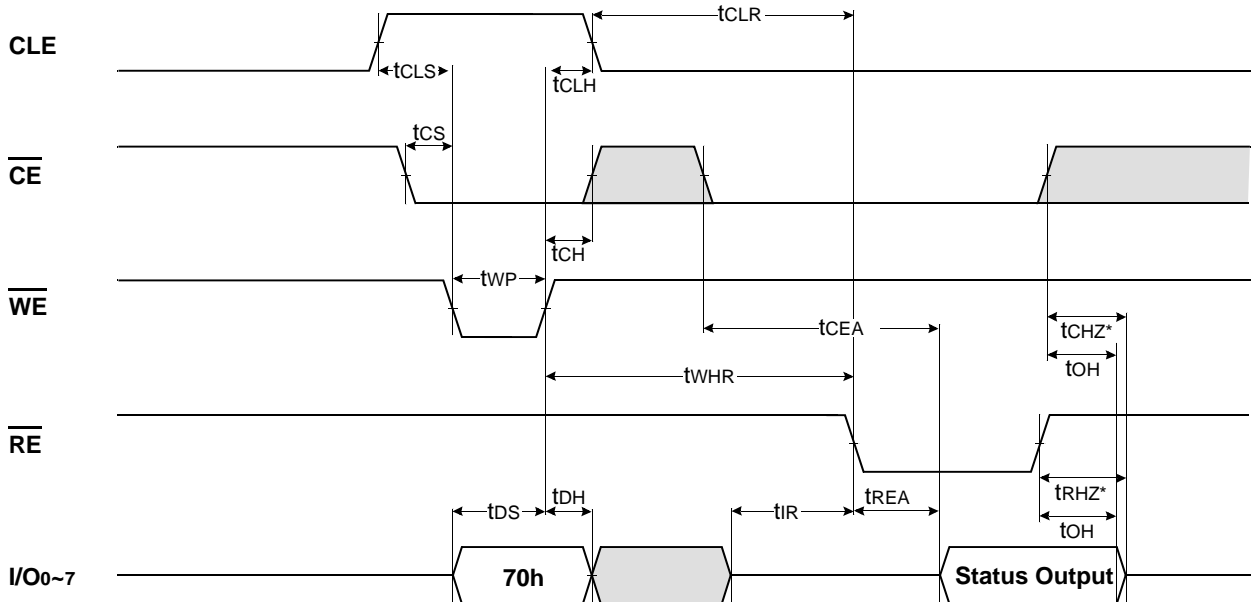 tCLR
CLE
tCLS
tCLH
tCS
CE
tCH
tWP
WE
tCEA
tCHZ*
tOH
tWHR
RE
tDH
tREA
tRHZ*
tDS
tIR
tOH
I/O0~7
70h
Status Output